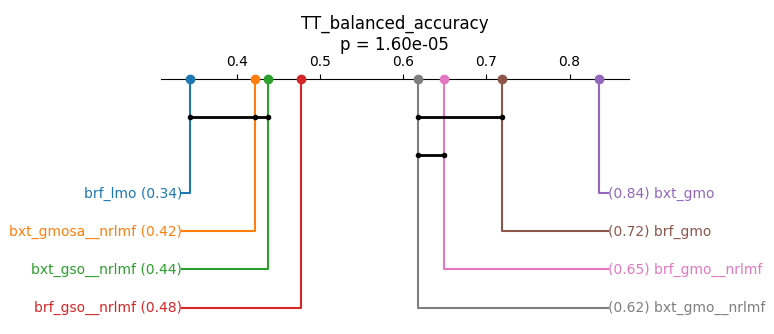 TT_balanced_accuracy
p = 1.60e-05
0.4 0.5 0.6 0.7 0.8
brf_lmo (0.34)
(0.84) bxt_gmo
bxt_gmosa__nrlmf (0.42)
(0.72) brf_gmo
bxt_gso__nrlmf (0.44)
(0.65) brf_gmo__nrlmf
brf_gso__nrlmf (0.48)
(0.62) bxt_gmo__nrlmf